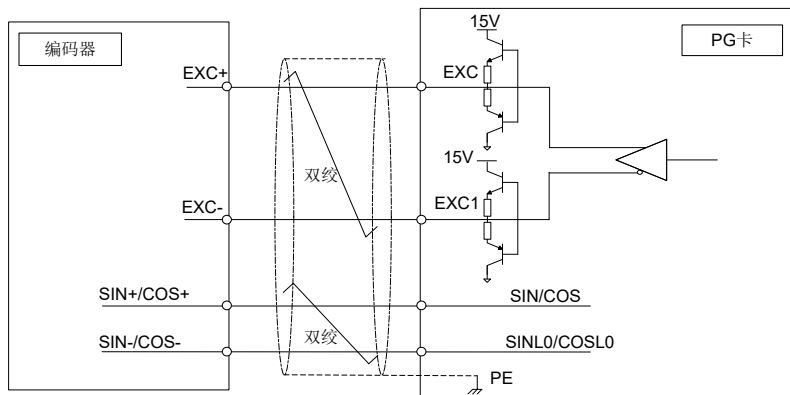 15V
编码器
PG卡
EXC+
EXC
15V
双绞
EXC-
EXC1
SIN+/COS+
SIN/COS
双绞
SIN-/COS-
SINL0/COSL0
PE